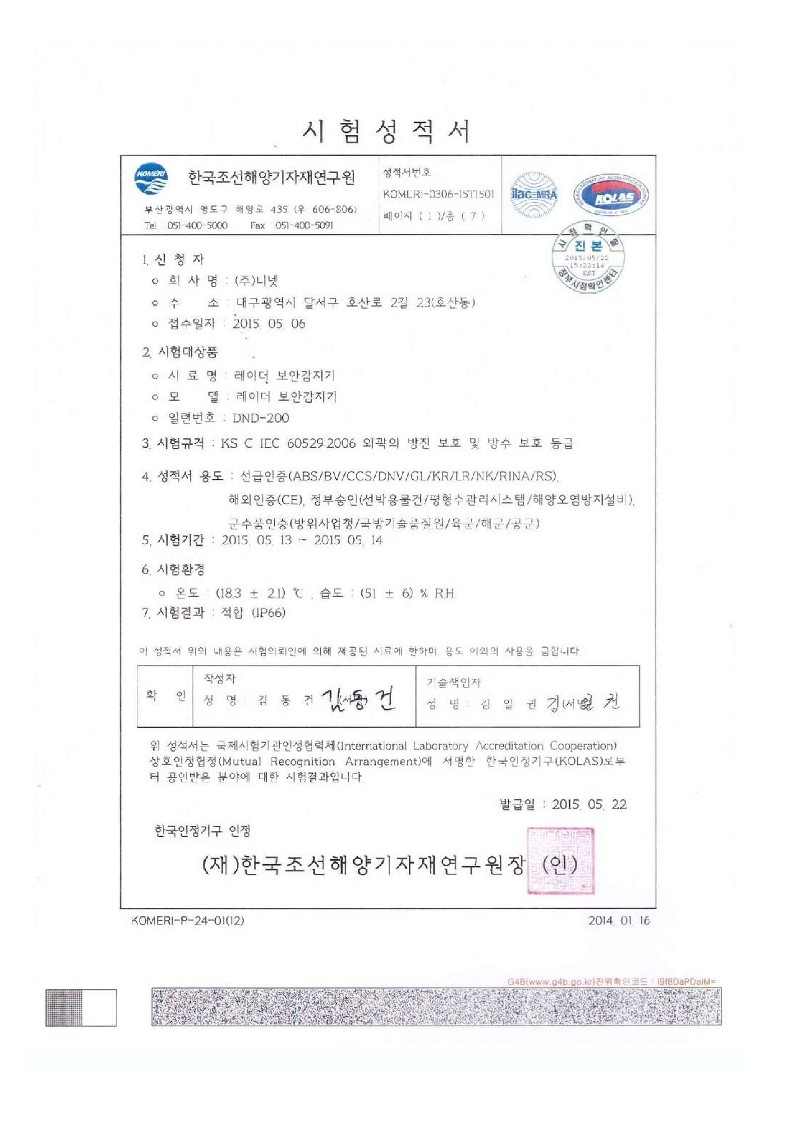 시 험 성 적 서
KOMERI
한국조선해양기자재연구원
부산광역시 영도구 해양로 435 (우 606-806)
Tel : 051-400-5000 Fax : 051-400-5091
성적서번호
KOMERI-0306-15T1501
페이지 ( 1 )/총 ( 7 )
ilac-MRA
KOLAS
시점확인필
진 본
2015/05/22
15:33:14
KST
정부시점확인센터
1. 신 청 자
o 회 사 명 : (주)니넷
o 수 소 : 대구광역시 달서구 호산로 2길 23(호산동)
o 접수일자 : 2015. 05. 06
2. 시험대상품
o 시 료 명 : 레이더 보안감지기
o 모 델 : 레이더 보안감지기
o 일련번호 : DND-200
3. 시험규격 : KS C IEC 60529:2006 외곽의 방진 보호 및 방수 보호 등급
4. 성적서 용도 : 선급인증(ABS/BV/CCS/DNV/GL/KR/LR/NK/RINA/RS),
해외인증(CE), 정부승인(선박용물건/평형수관리시스템/해양오염방지설비),
군수품인증(방위사업청/국방기술품질원/육군/해군/공군)
5. 시험기간 : 2015. 05. 13 ~ 2015. 05. 14
6. 시험환경
o 온도 : (18.3 ± 2.1) ℃ , 습도 : (51 ± 6) % R.H.
7. 시험결과 : 적합 (IP66)
이 성적서 위의 내용은 시험의뢰인에 의해 제공된 시료에 한하며, 용도 이외의 사용을 금합니다.
확 인
작성자
성 명 : 김 동 건 (서명) 김동건
기술책임자
성 명 : 김 일 권 (서명)
위 성적서는 국제시험기관인정협력체(International Laboratory Accreditation Cooperation)
상호인정협정(Mutual Recognition Arrangement)에 서명한 한국인정기구(KOLAS)로부
터 공인받은 분야에 대한 시험결과입니다.
발급일 : 2015. 05. 22
한국인정기구 인정
(재)한국조선해양기자재연구원장 (인)
KOMERI-P-24-01(12)
2014. 01. 16
G4B(www.g4b.go.kr)진위확인코드 : i9f8DaPDaIM=